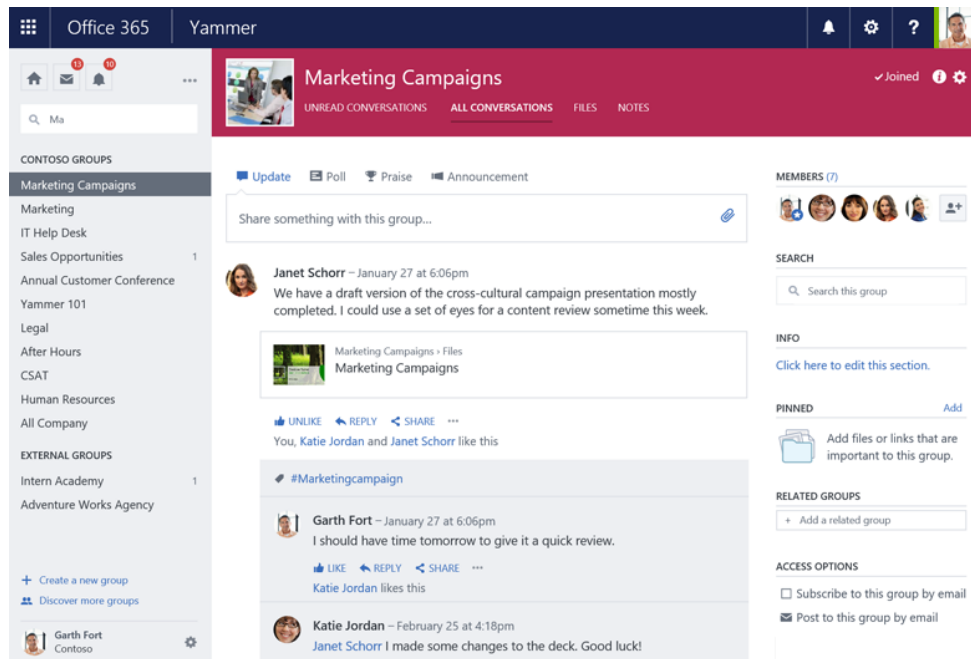 Office 365
Yammer
?
13
10
Ma
CONTOSO GROUPS
Marketing Campaigns
Marketing
IT Help Desk
Sales Opportunities 1
Annual Customer Conference
Yammer 101
Legal
After Hours
CSAT
Human Resources
All Company
EXTERNAL GROUPS
Intern Academy 1
Adventure Works Agency
+ Create a new group
Discover more groups
Garth Fort
Contoso
Marketing Campaigns
UNREAD CONVERSATIONS ALL CONVERSATIONS FILES NOTES
Joined
Update Poll Praise Announcement
Share something with this group...
Janet Schorr – January 27 at 6:06pm
We have a draft version of the cross-cultural campaign presentation mostly
completed. I could use a set of eyes for a content review sometime this week.
Marketing Campaigns › Files
Marketing Campaigns
UNLIKE REPLY SHARE ...
You, Katie Jordan and Janet Schorr like this
#Marketingcampaign
Garth Fort – January 27 at 6:06pm
I should have time tomorrow to give it a quick review.
LIKE REPLY SHARE ...
Katie Jordan likes this
Katie Jordan – February 25 at 4:18pm
Janet Schorr I made some changes to the deck. Good luck!
MEMBERS (7)
SEARCH
Search this group
INFO
Click here to edit this section.
PINNED Add
Add files or links that are
important to this group.
RELATED GROUPS
+ Add a related group
ACCESS OPTIONS
Subscribe to this group by email
Post to this group by email